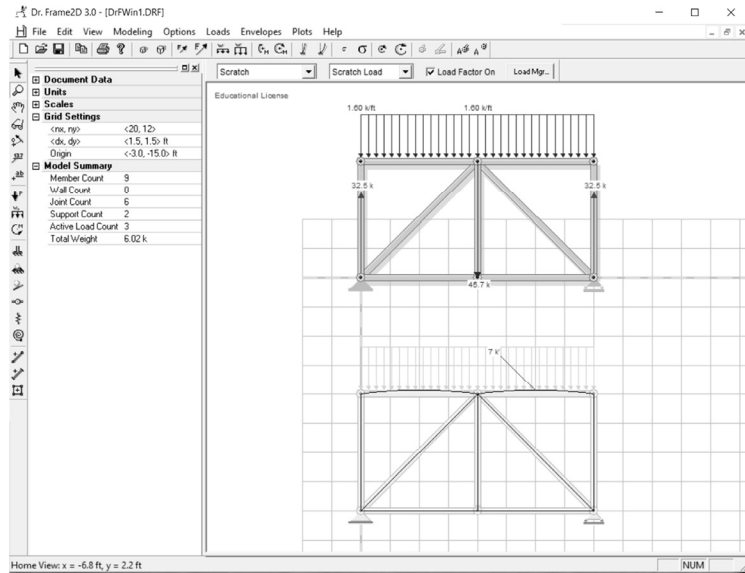 Dr. Frame2D 3.0 - [DrFWin1.DRF]
File Edit View Modeling Options Loads Envelopes Plots Help
Scratch Scratch Load Load Factor On Load Mgr...
Document Data
Units
Scales
Grid Settings
<nx, ny> <20, 12>
<dx, dy> <1.5, 1.5> ft
Origin <-3.0, -15.0> ft
Model Summary
Member Count 9
Wall Count 0
Joint Count 6
Support Count 2
Active Load Count 3
Total Weight 6.02 k
Educational License
1.60 k/ft 1.60 k/ft
32.5 k 32.5 k
45.7 k
7 k'
Home View: x = -6.8 ft, y = 2.2 ft NUM